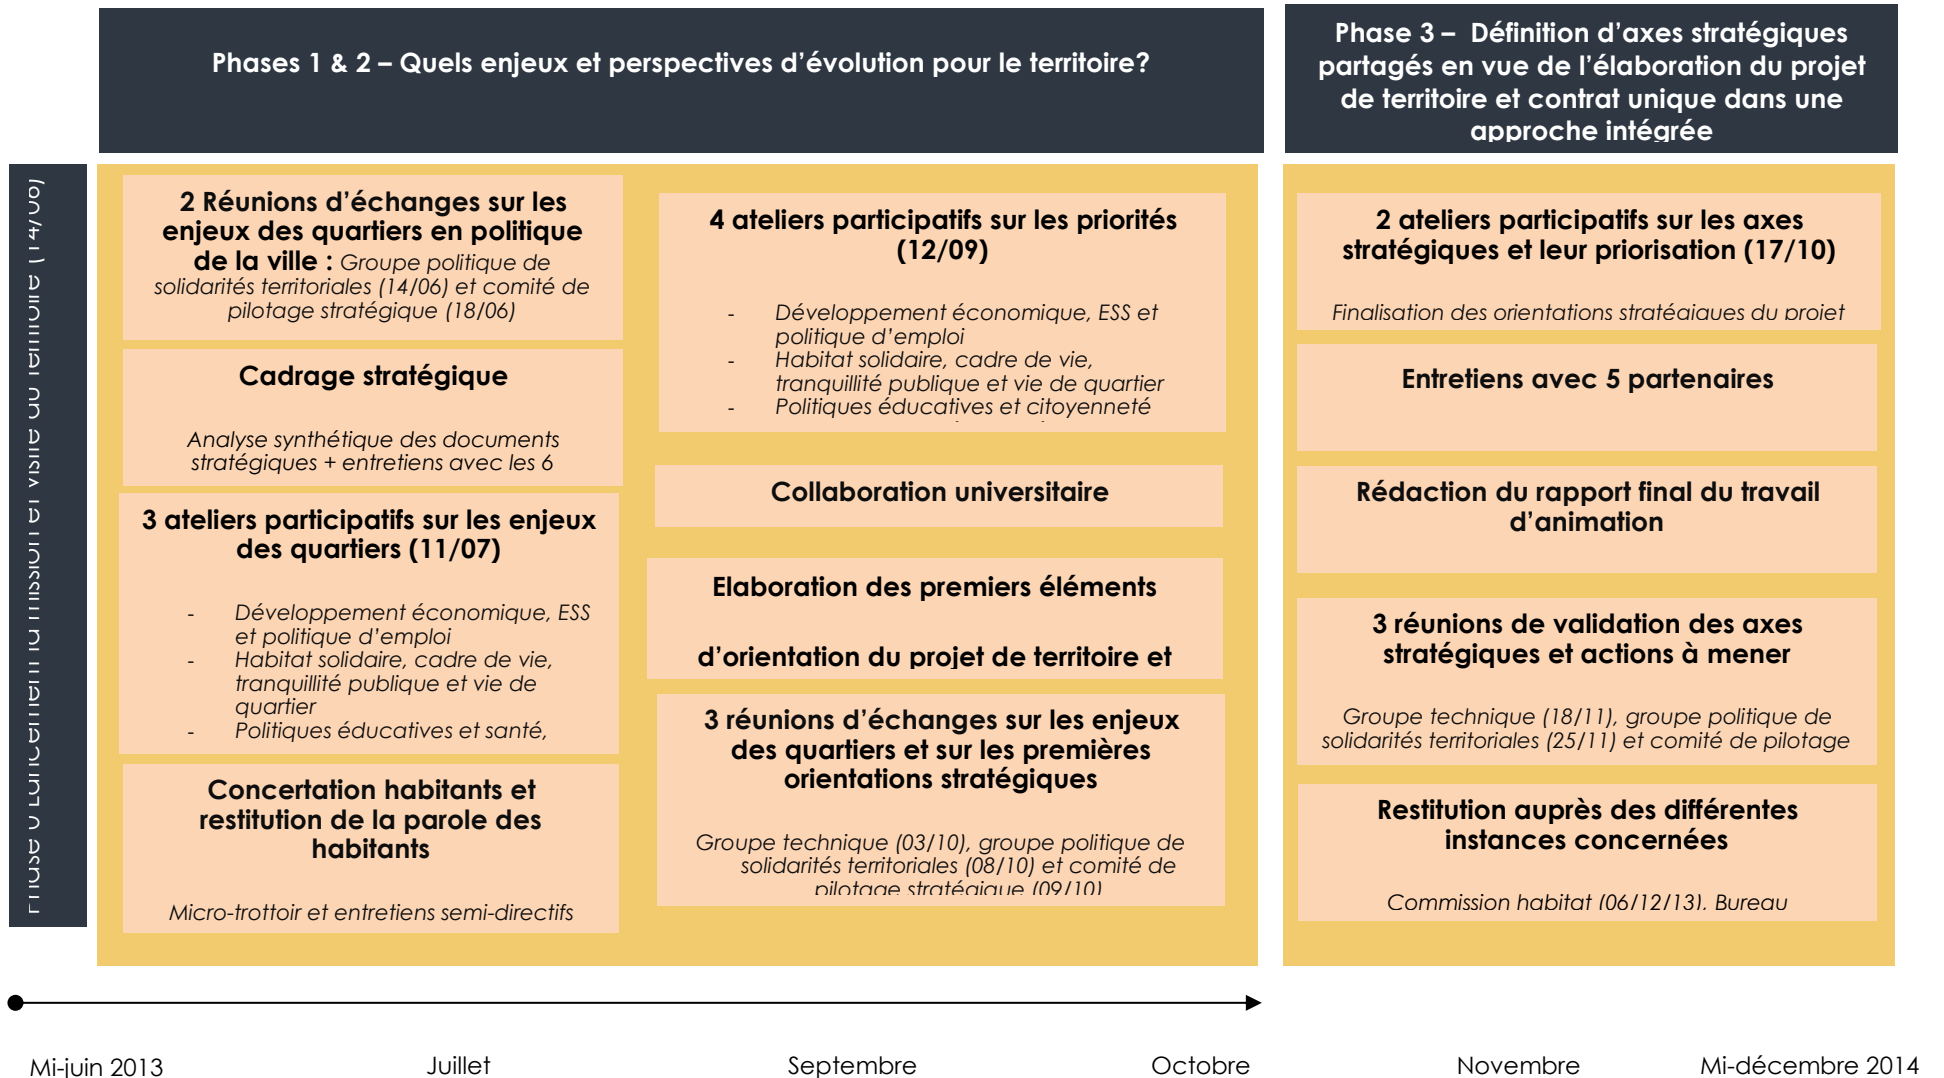 Phases 1 & 2 – Quels enjeux et perspectives d'évolution pour le territoire?
Phase 3 – Définition d'axes stratégiques
partagés en vue de l'élaboration du projet
de territoire et contrat unique dans une
approche intégrée
Phase 0 Lancement la mission et visite du territoire (14/06)
2 Réunions d'échanges sur les
enjeux des quartiers en politique
de la ville : Groupe politique de
solidarités territoriales (14/06) et comité de
pilotage stratégique (18/06)
Cadrage stratégique
Analyse synthétique des documents
stratégiques + entretiens avec les 6
3 ateliers participatifs sur les enjeux
des quartiers (11/07)
- Développement économique, ESS
et politique d'emploi
- Habitat solidaire, cadre de vie,
tranquillité publique et vie de
quartier
- Politiques éducatives et santé,
Concertation habitants et
restitution de la parole des
habitants
Micro-trottoir et entretiens semi-directifs
4 ateliers participatifs sur les priorités
(12/09)
- Développement économique, ESS et
politique d'emploi
- Habitat solidaire, cadre de vie,
tranquillité publique et vie de quartier
- Politiques éducatives et citoyenneté
Collaboration universitaire
Elaboration des premiers éléments
d'orientation du projet de territoire et
3 réunions d'échanges sur les enjeux
des quartiers et sur les premières
orientations stratégiques
Groupe technique (03/10), groupe politique de
solidarités territoriales (08/10) et comité de
pilotage stratégique (09/10)
2 ateliers participatifs sur les axes
stratégiques et leur priorisation (17/10)
Finalisation des orientations stratégiques du projet
Entretiens avec 5 partenaires
Rédaction du rapport final du travail
d'animation
3 réunions de validation des axes
stratégiques et actions à mener
Groupe technique (18/11), groupe politique de
solidarités territoriales (25/11) et comité de pilotage
Restitution auprès des différentes
instances concernées
Commission habitat (06/12/13), Bureau
Mi-juin 2013
Juillet
Septembre
Octobre
Novembre
Mi-décembre 2014